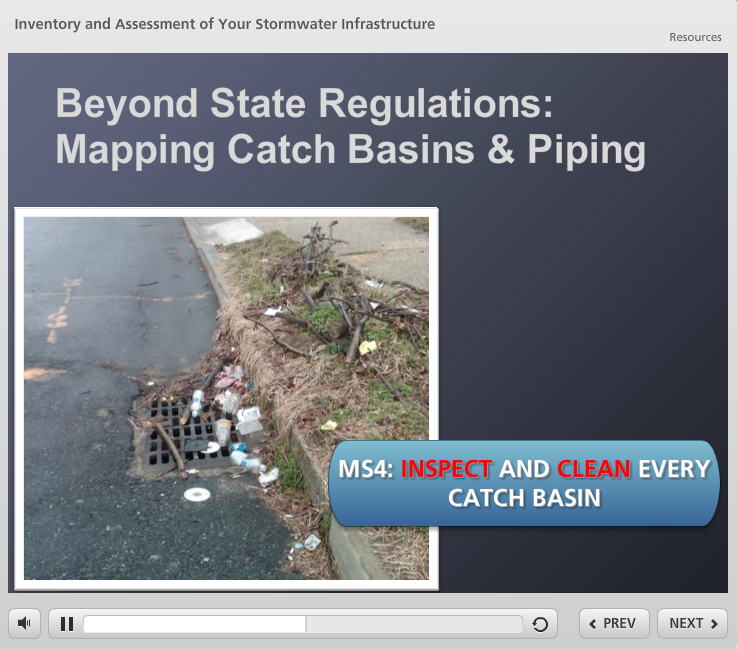 Inventory and Assessment of Your Stormwater Infrastructure
Resources
Beyond State Regulations:
Mapping Catch Basins & Piping
MS4: INSPECT AND CLEAN EVERY
CATCH BASIN
PREV
NEXT